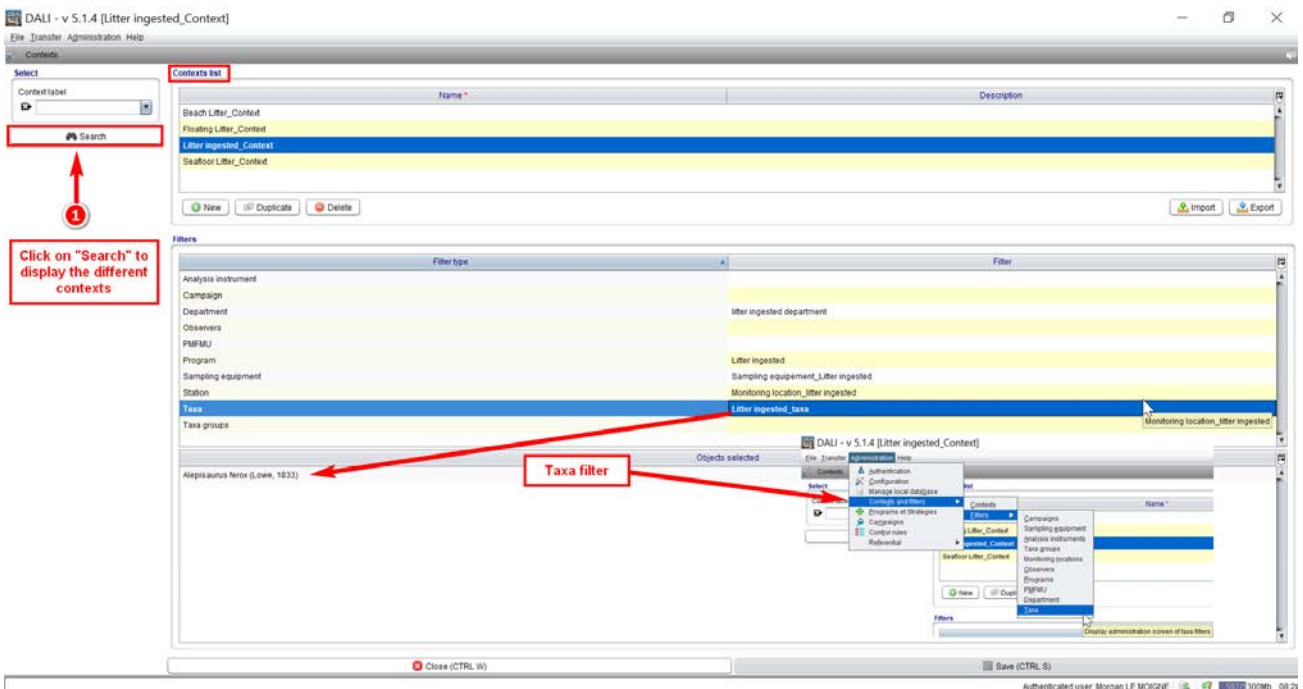 DALI - v 5.1.4 [Litter ingested_Context]
File Transfer Administration Help
Contexts
Select
Context label
Search
1
Click on "Search" to
display the different
contexts
Contexts list
Name * Description
Beach Litter_Context
Floating Litter_Context
Litter ingested_Context
Seafloor Litter_Context
New Duplicate Delete Import Export
Filters
Filter type Filter
Analysis instrument
Campaign
Department litter ingested department
Observers
PMFMU
Program Litter ingested
Sampling equipment Sampling equipement_Litter ingested
Station Monitoring location_litter ingested
Taxa Litter ingested_taxa
Monitoring location_litter ingested
Taxa groups
Objects selected
Alepisaurus ferox (Lowe, 1833)
Taxa filter
DALI - v 5.1.4 [Litter ingested_Context]
File Transfer Administration Help
Contexts
Authentication
Select
Configuration
Manage local database
Contexts and filters
Contexts
Name *
Programs et Strategies
Filters
Campaigns
Campaigns
Sampling equipment
Control rules
Analysis instruments
Referential
Taxa groups
Seafloor Litter_Context
Monitoring locations
Observers
Programs
New
PMFMU
Department
Filters
Taxa
Display administration screen of taxa filters
Close (CTRL W) Save (CTRL S)
Authenticated user: Morgan LE MOIGNE